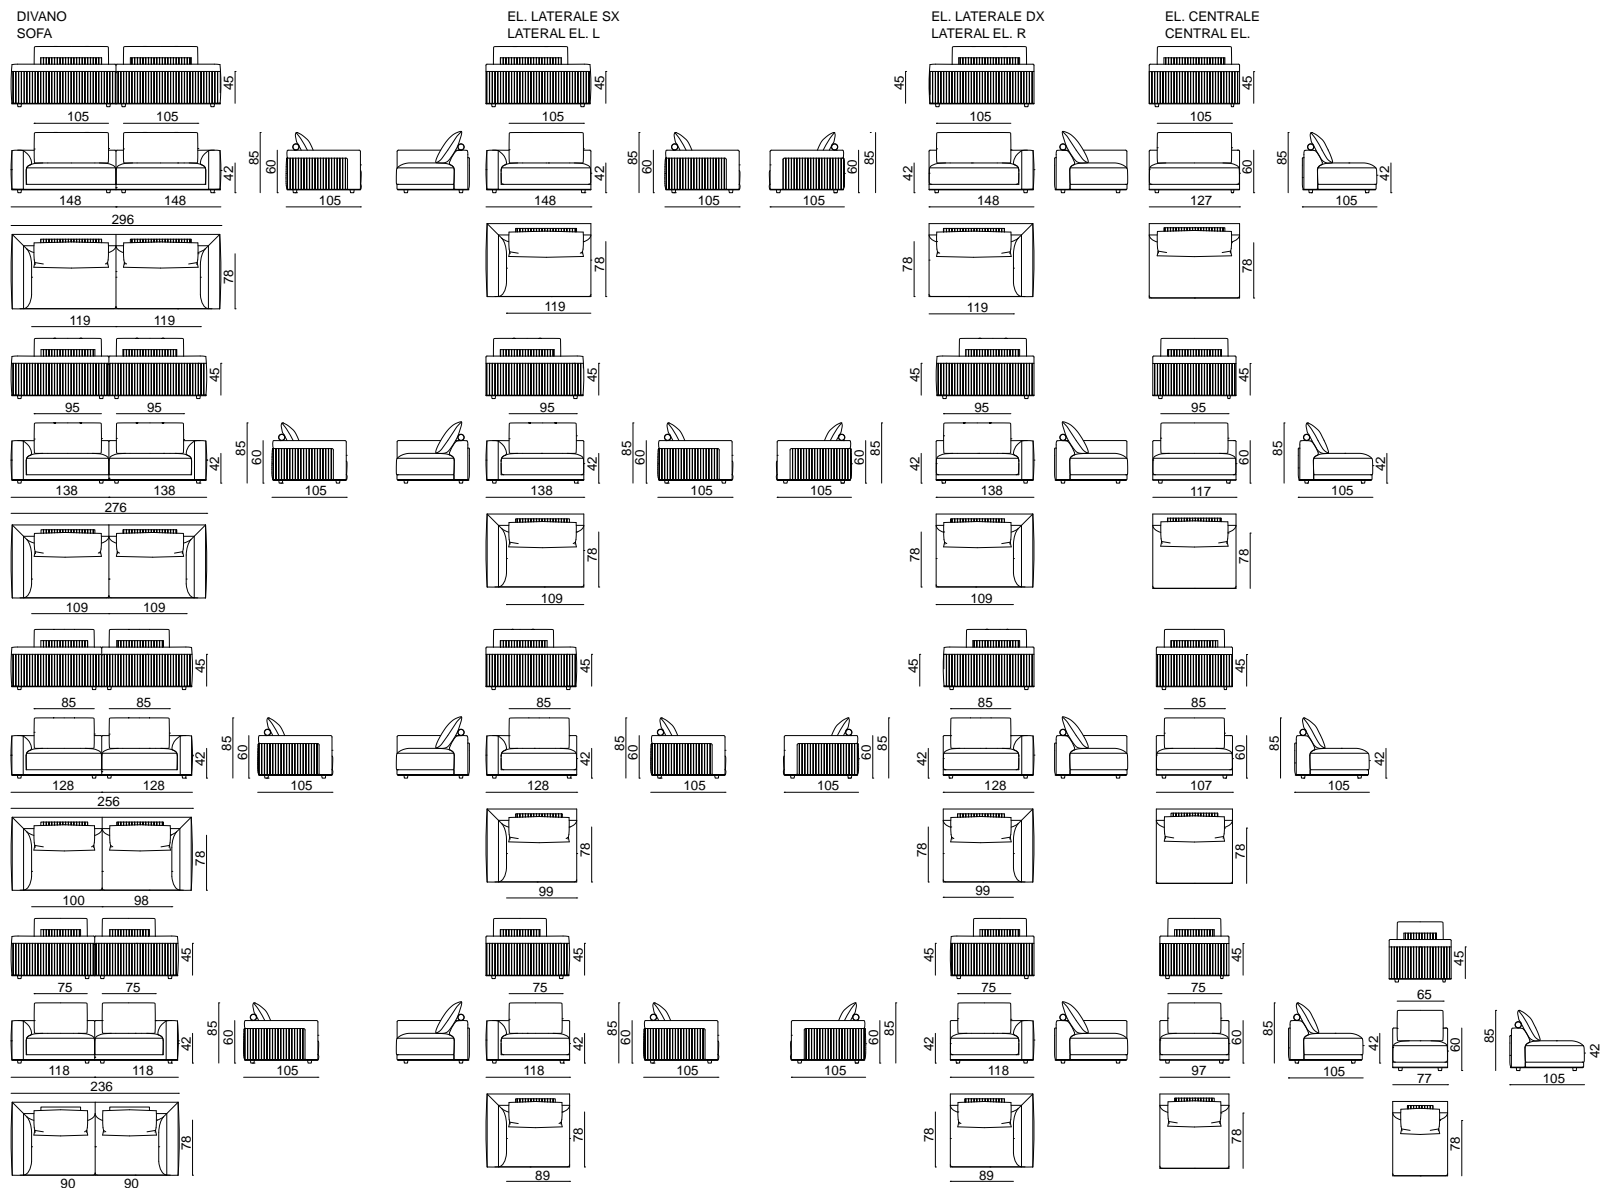 DIVANO
SOFA
EL. LATERALE SX
LATERAL EL. L
EL. LATERALE DX
LATERAL EL. R
EL. CENTRALE
CENTRAL EL.
45 45 45 45
105 105 105 105 105
85 60 42 85 60 42 60 85 42 60 85 42
148 148 105 148 105 105 148 127 105
296
78 78 78 78
119 119 119 119
45 45 45 45
95 95 95 95 95
42 85 60 42 85 60 60 85 42 60 85 42
138 138 105 138 105 105 138 117 105
276
78 78 78 78
109 109 109 109
45 45 45 45
85 85 85 85 85
42 85 60 42 85 60 60 85 42 60 85 42
128 128 105 128 105 105 128 107 105
256
78 78 78 78
100 98 99 99
45 45 45 45 45
75 75 75 75 75 65
42 85 60 42 85 60 60 85 42 60 85 42 60 85 42
118 118 105 118 105 105 118 97 105 77 105
236
78 78 78 78 78
90 90 89 89